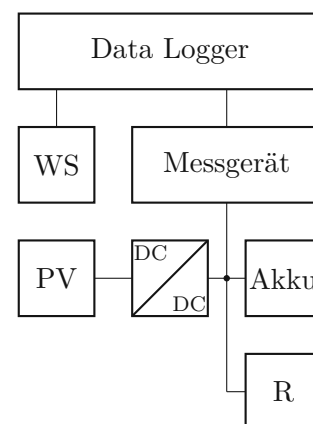 Data Logger
WS
Messgerät
PV
DC
DC
Akku
R